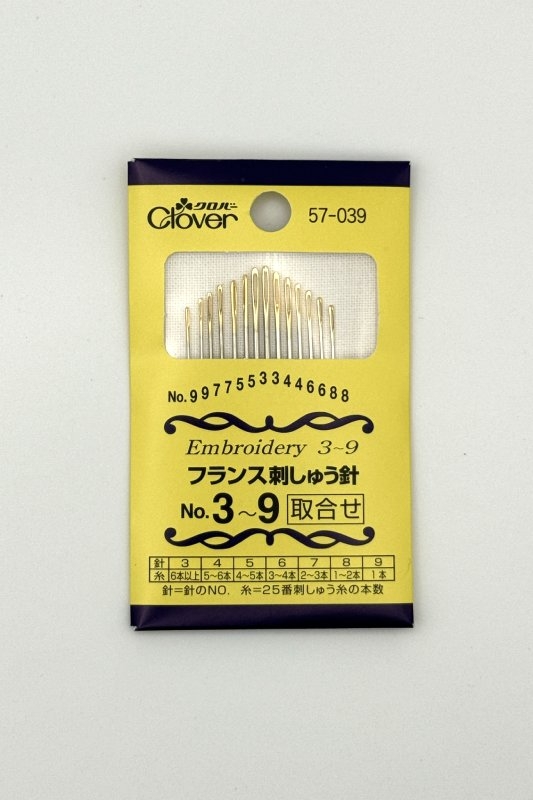 クロバー
Clover
57-039
No.99775533446688
Embroidery 3~9
フランス刺しゅう針
No.3~9 取合せ
針 3 4 5 6 7 8 9
糸 6本以上 5~6本 4~5本 3~4本 2~3本 1~2本 1本
針=針のNO. 糸=25番刺しゅう糸の本数